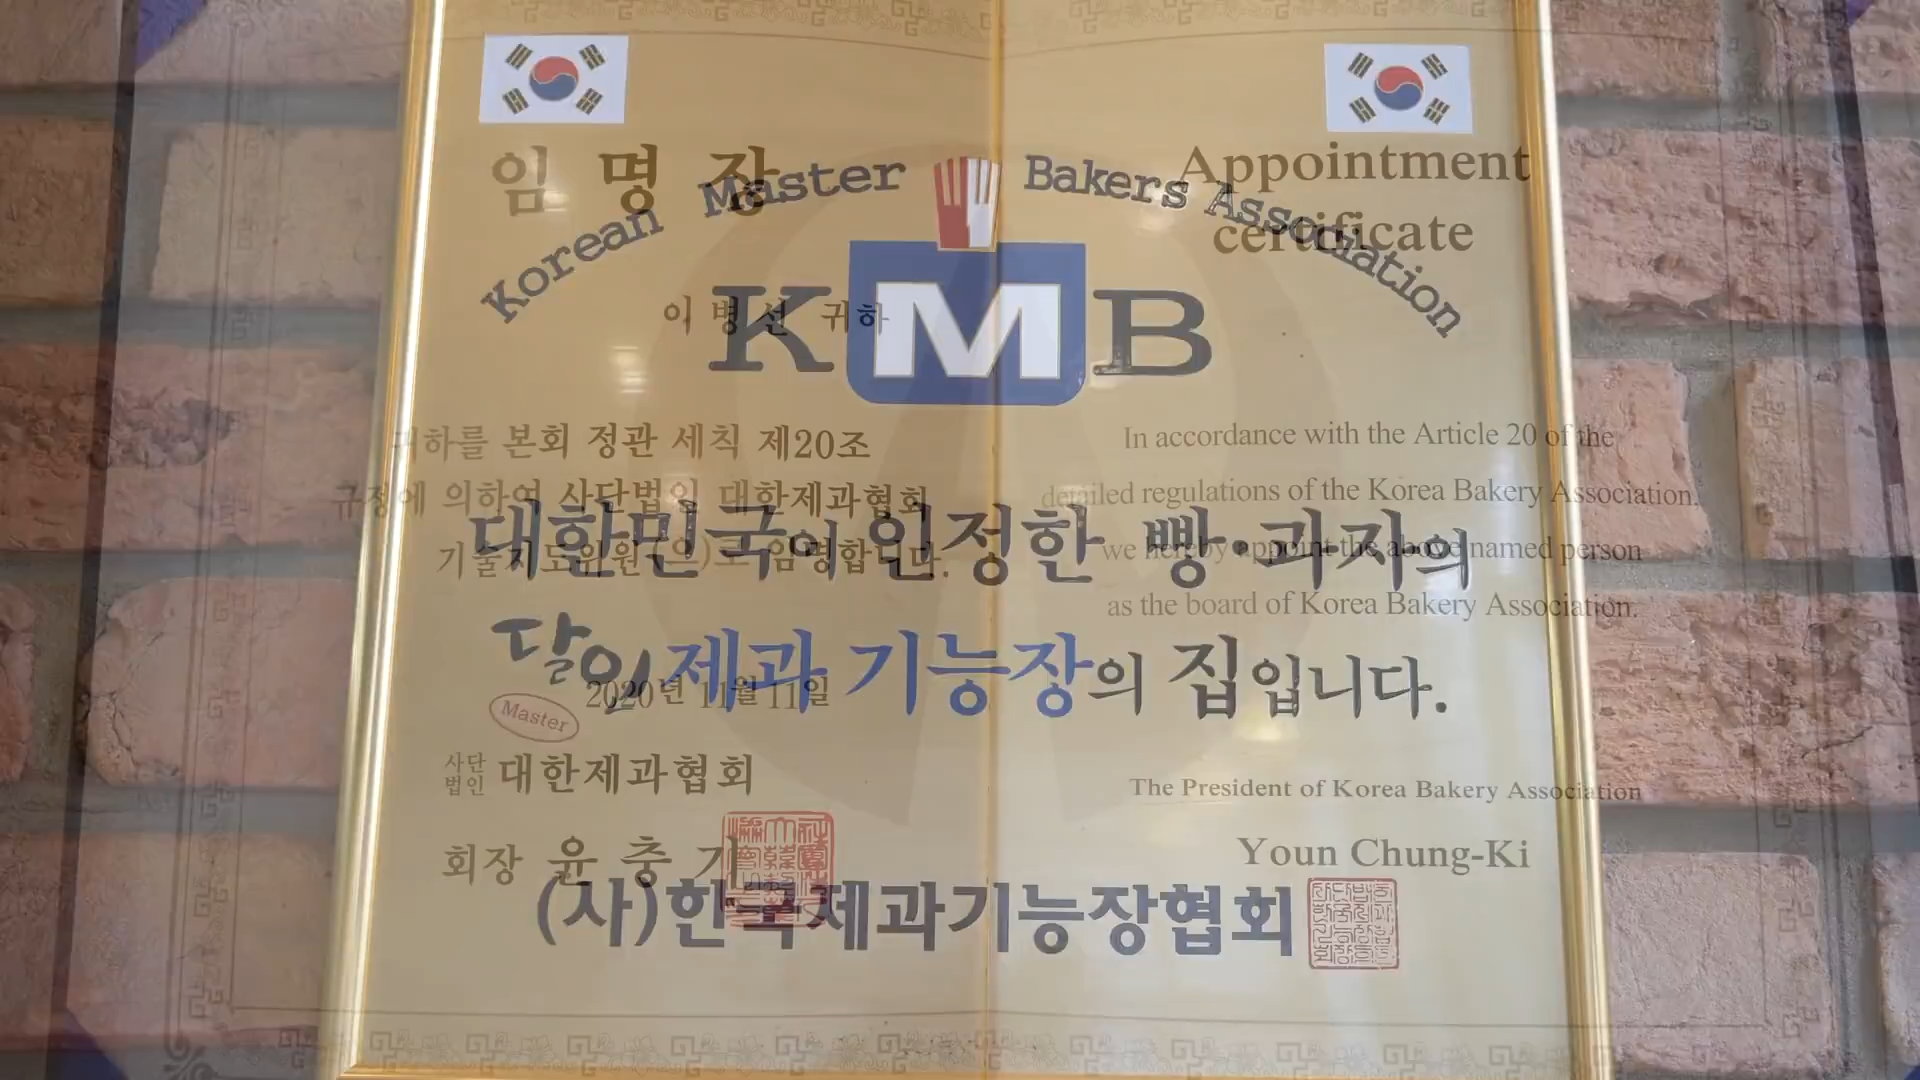 임 명 장
Appointment
certificate
Korean Master Bakers Association
이 병 선 귀하
KMB
귀하를 본회 정관 세칙 제20조
규정에 의하여 사단법인 대한제과협회
기술지도위원(으)로 임명합니다.
In accordance with the Article 20 of the
detailed regulations of the Korea Bakery Association.
we hereby appoint the above named person
as the board of Korea Bakery Association.
대한민국이 인정한 빵·과자의
달인 제과 기능장의 집입니다.
2020년 11월 11일
Master
사단법인 대한제과협회
회장 윤 충 기
The President of Korea Bakery Association
Youn Chung-Ki
(사)한국제과기능장협회